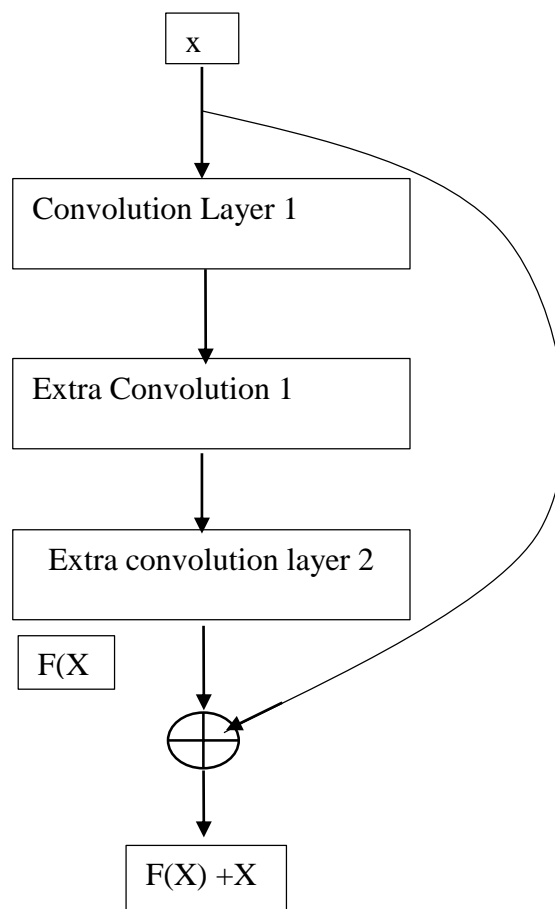 x
Convolution Layer 1
Extra Convolution 1
Extra convolution layer 2
F(X
F(X) +X